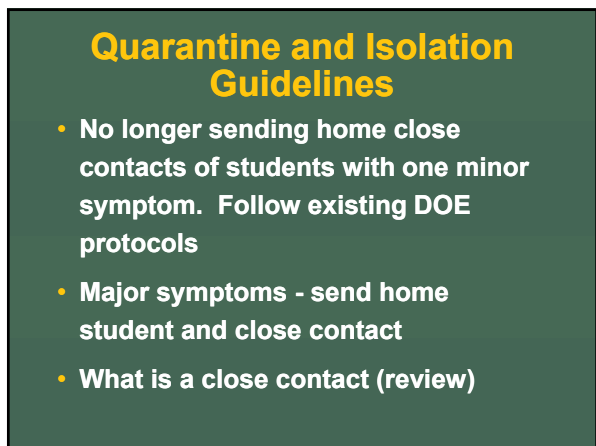 Quarantine and Isolation
Guidelines
• No longer sending home close
contacts of students with one minor
symptom.  Follow existing DOE
protocols
• Major symptoms - send home
student and close contact
• What is a close contact (review)